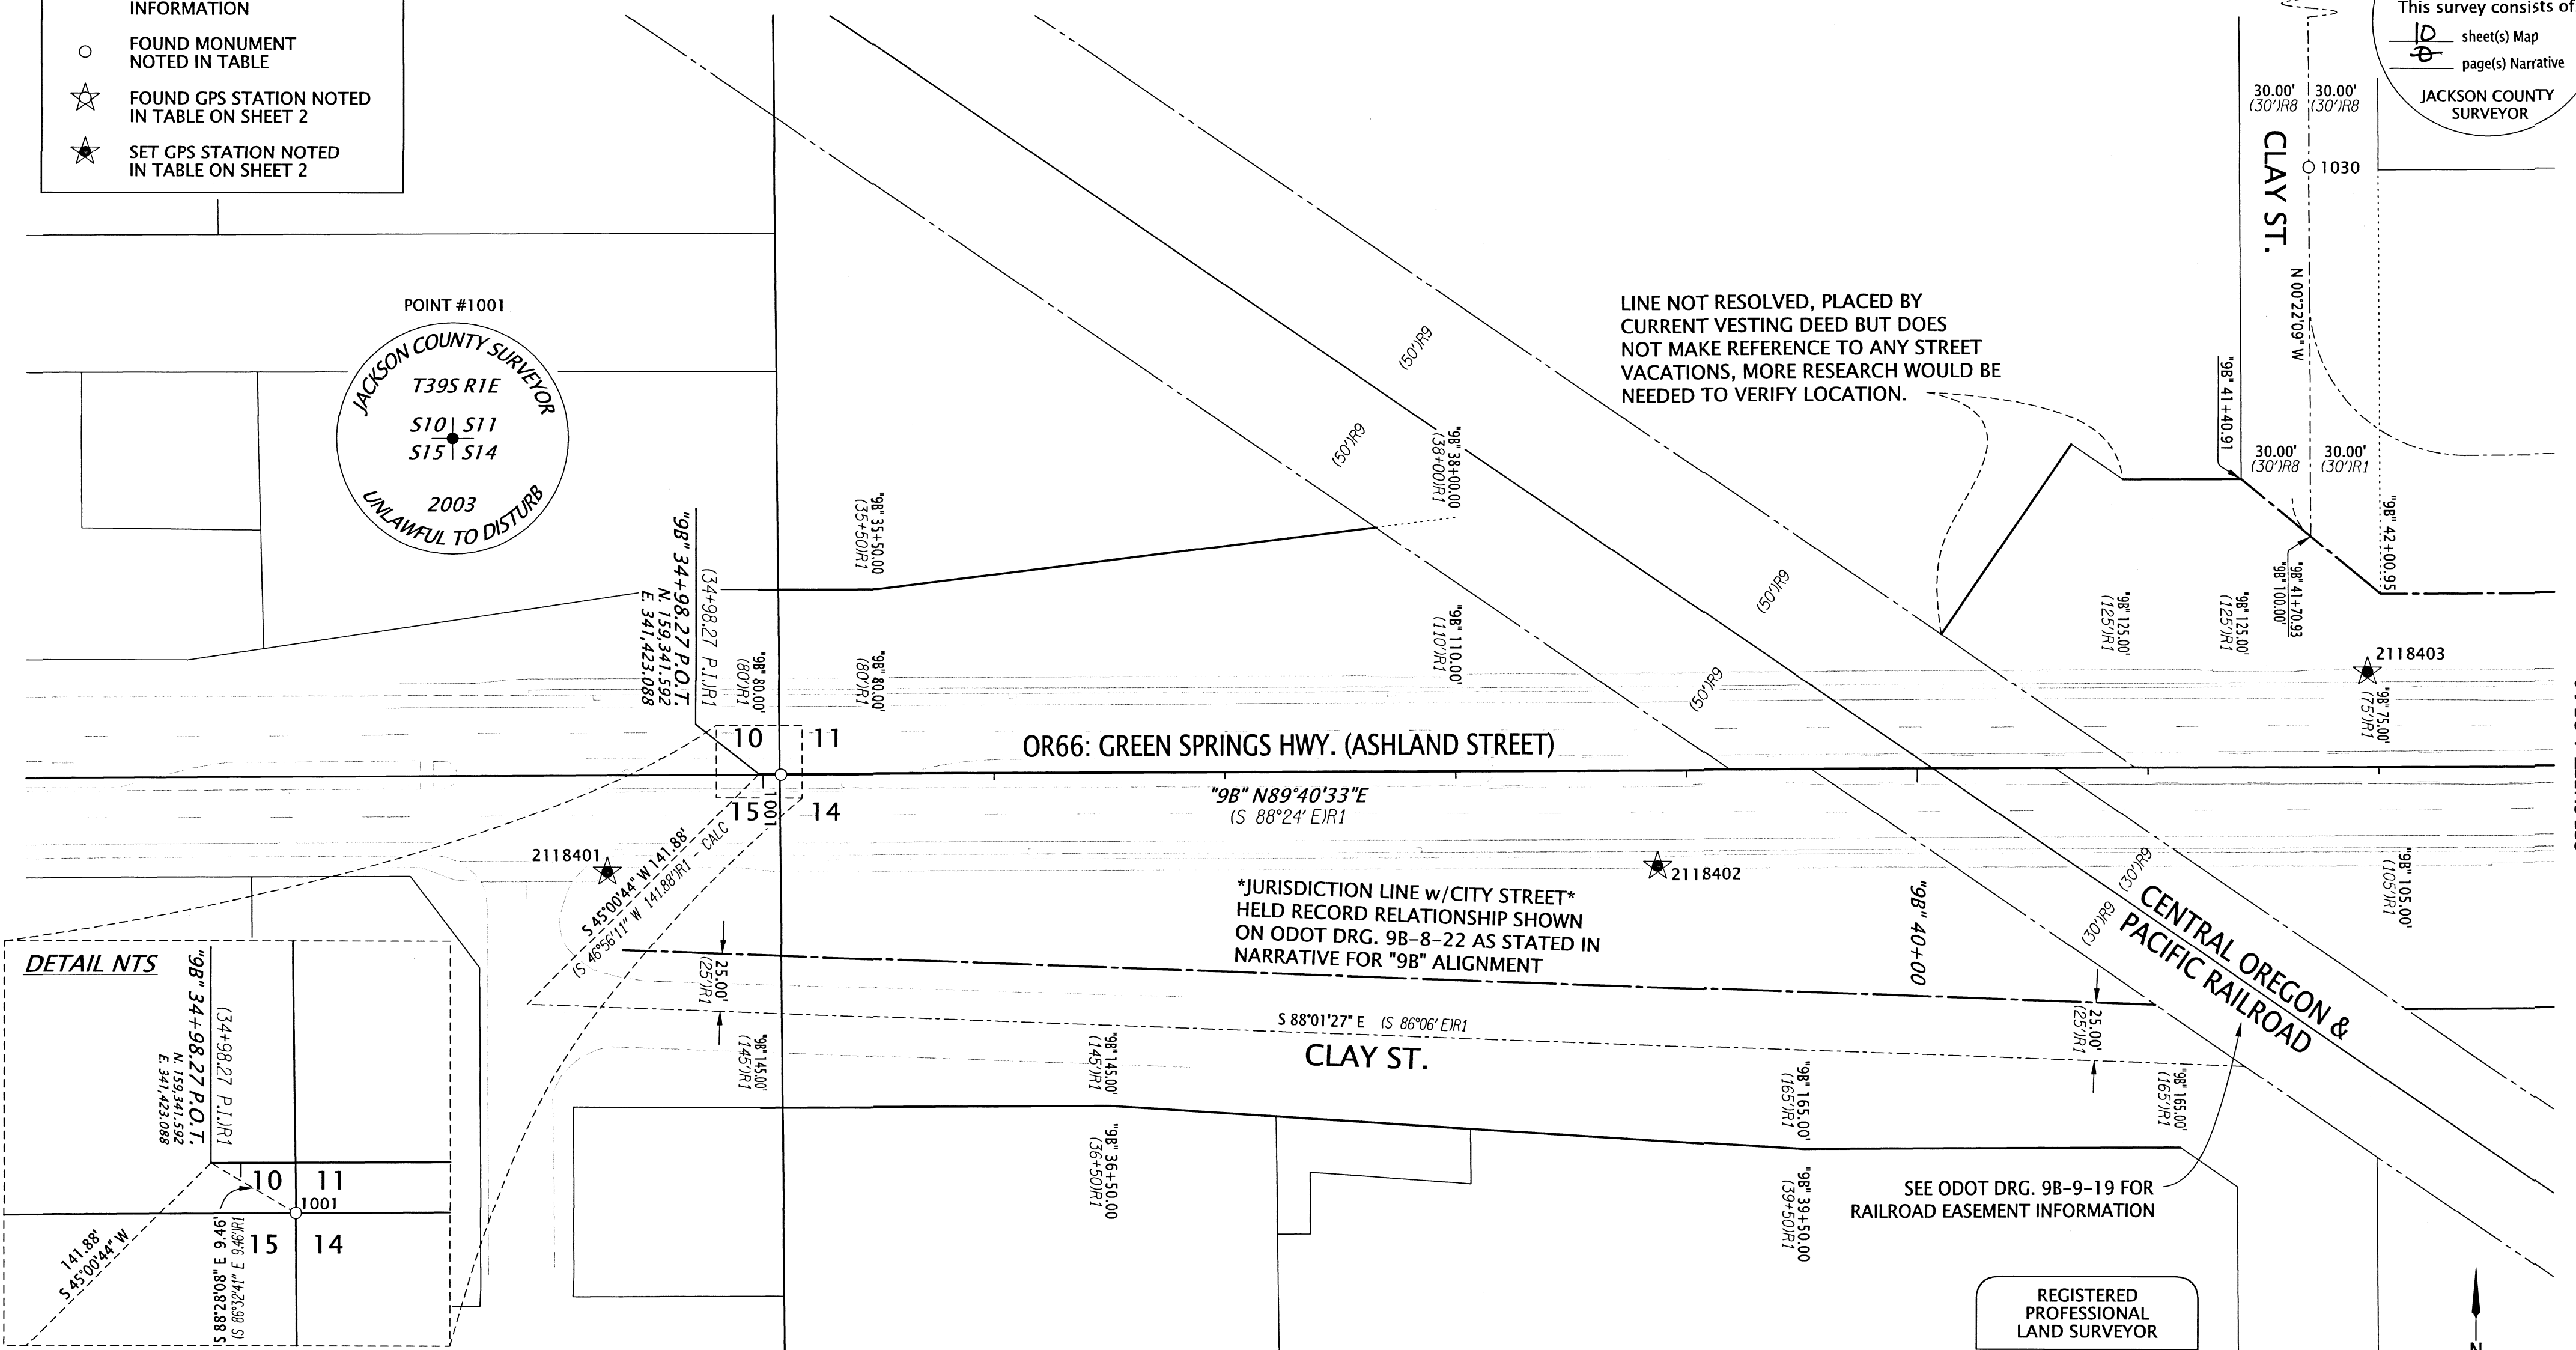 INFORMATION
FOUND MONUMENT
NOTED IN TABLE
FOUND GPS STATION NOTED
IN TABLE ON SHEET 2
SET GPS STATION NOTED
IN TABLE ON SHEET 2
This survey consists of
10 sheet(s) Map
0 page(s) Narrative
JACKSON COUNTY
SURVEYOR
30.00'
(30')R8
30.00'
(30')R8
CLAY ST.
1030
N 00°22'09" W
POINT #1001
JACKSON COUNTY SURVEYOR
T39S R1E
S10 S11
S15 S14
2003
UNLAWFUL TO DISTURB
LINE NOT RESOLVED, PLACED BY
CURRENT VESTING DEED BUT DOES
NOT MAKE REFERENCE TO ANY STREET
VACATIONS, MORE RESEARCH WOULD BE
NEEDED TO VERIFY LOCATION.
(50')R9
(50')R9
"9B" 38+00.00
(38+00)R1
"9B" 41+40.91
30.00'
(30')R8
30.00'
(30')R1
"9B" 42+00.95
"9B" 41+70.93
"9B" 100.00'
"9B" 35+50.00
(35+50)R1
(34+98.27 P.I.)R1
"9B" 34+98.27 P.O.T.
N. 159,341.592
E. 341,423.088
"9B" 80.00'
(80')R1
"9B" 80.00'
(80')R1
"9B" 110.00'
(110')R1
(50')R9
(50')R9
"9B" 125.00'
(125')R1
"9B" 125.00'
(125')R1
2118403
"9B" 75.00'
(75')R1
10
11
OR66: GREEN SPRINGS HWY. (ASHLAND STREET)
15
1001
14
"9B" N89°40'33"E
(S 88°24' E)R1
2118401
S 45°00'44" W 141.88'
(S 46°56'11" W 141.88')R1 - CALC
2118402
*JURISDICTION LINE w/CITY STREET*
HELD RECORD RELATIONSHIP SHOWN
ON ODOT DRG. 9B-8-22 AS STATED IN
NARRATIVE FOR "9B" ALIGNMENT
"9B" 40+00
(30')R9
(30')R9
CENTRAL OREGON &
PACIFIC RAILROAD
"9B" 105.00'
(105')R1
25.00'
(25')R1
25.00'
(25')R1
S 88°01'27" E (S 86°06' E)R1
CLAY ST.
"9B" 145.00'
(145')R1
"9B" 145.00'
(145')R1
"9B" 165.00'
(165')R1
"9B" 165.00'
(165')R1
"9B" 36+50.00
(36+50)R1
"9B" 39+50.00
(39+50)R1
SEE ODOT DRG. 9B-9-19 FOR
RAILROAD EASEMENT INFORMATION
DETAIL NTS
(34+98.27 P.I.)R1
"9B" 34+98.27 P.O.T.
N. 159,341.592
E. 341,423.088
10
11
1001
15
14
S 88°28'08" E 9.46'
(S 86°32'41" E 9.46')R1
141.88'
S 45°00'44" W
REGISTERED
PROFESSIONAL
LAND SURVEYOR
N